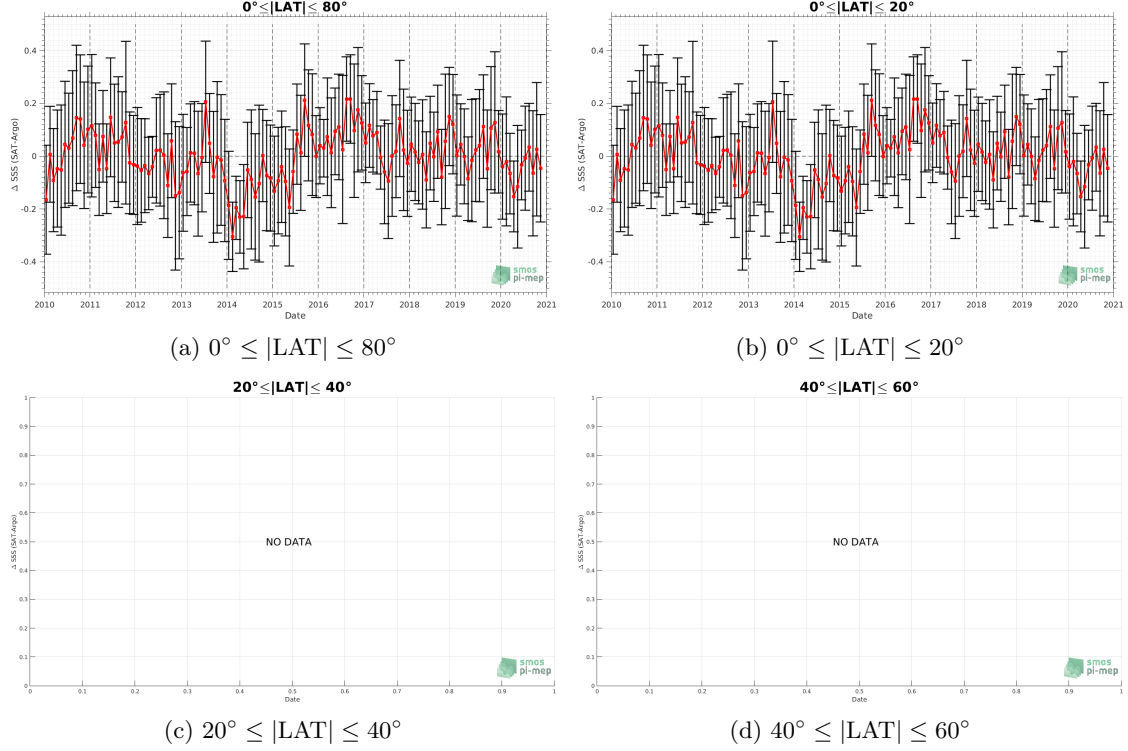 0°≤|LAT|≤ 80°
Δ SSS (SAT-Argo)
0.4
0.2
0
-0.2
-0.4
2010 2011 2012 2013 2014 2015 2016 2017 2018 2019 2020 2021
Date
smos
pi-mep
(a) 0° ≤ |LAT| ≤ 80°
0°≤|LAT|≤ 20°
Δ SSS (SAT-Argo)
0.4
0.2
0
-0.2
-0.4
2010 2011 2012 2013 2014 2015 2016 2017 2018 2019 2020 2021
Date
smos
pi-mep
(b) 0° ≤ |LAT| ≤ 20°
20°≤|LAT|≤ 40°
Δ SSS (SAT-Argo)
1
0.9
0.8
0.7
0.6
0.5
0.4
0.3
0.2
0.1
0
NO DATA
0 0.1 0.2 0.3 0.4 0.5 0.6 0.7 0.8 0.9 1
Date
smos
pi-mep
(c) 20° ≤ |LAT| ≤ 40°
40°≤|LAT|≤ 60°
Δ SSS (SAT-Argo)
1
0.9
0.8
0.7
0.6
0.5
0.4
0.3
0.2
0.1
0
NO DATA
0 0.1 0.2 0.3 0.4 0.5 0.6 0.7 0.8 0.9 1
Date
smos
pi-mep
(d) 40° ≤ |LAT| ≤ 60°